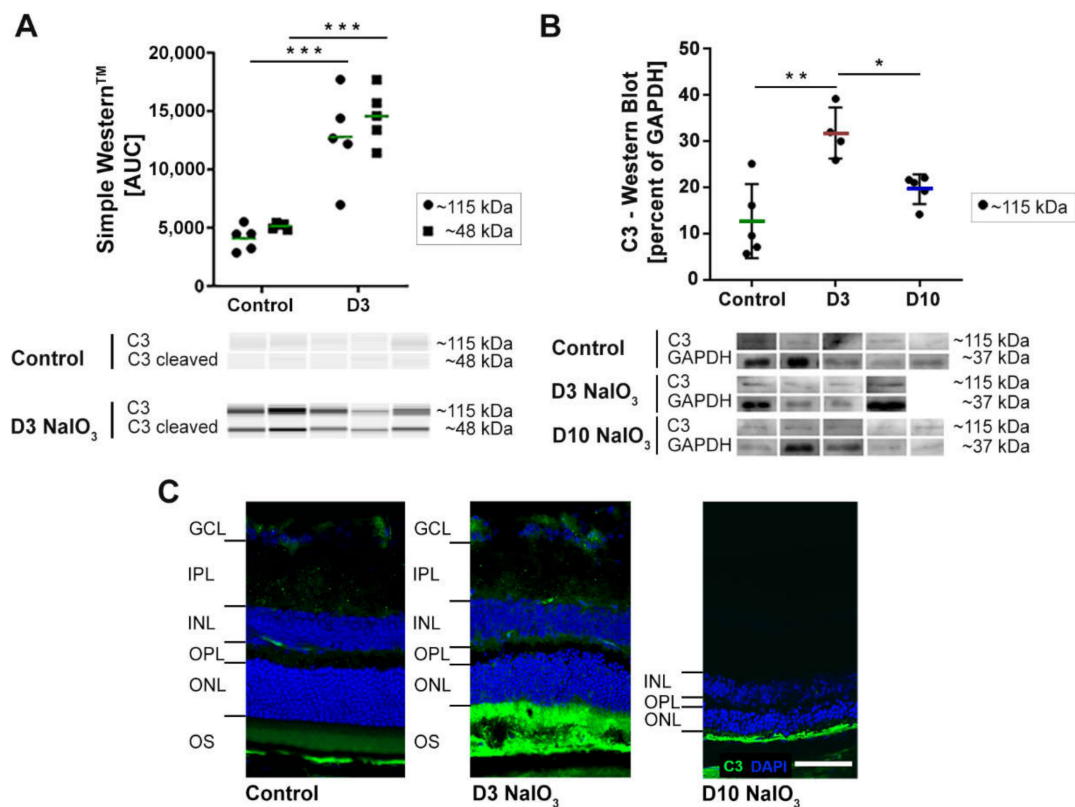 A
Simple Western™
[AUC]
20,000
15,000
10,000
5,000
0
***
***
Control
D3
~115 kDa
~48 kDa
Control
C3
~115 kDa
C3 cleaved
~48 kDa
D3 NaIO3
C3
~115 kDa
C3 cleaved
~48 kDa
B
C3 - Western Blot
[percent of GAPDH]
50
40
30
20
10
0
**
*
Control
D3
D10
~115 kDa
Control
C3
~115 kDa
GAPDH
~37 kDa
D3 NaIO3
C3
~115 kDa
GAPDH
~37 kDa
D10 NaIO3
C3
~115 kDa
GAPDH
~37 kDa
C
GCL
IPL
INL
OPL
ONL
OS
Control
GCL
IPL
INL
OPL
ONL
OS
D3 NaIO3
INL
OPL
ONL
C3 DAPI
D10 NaIO3